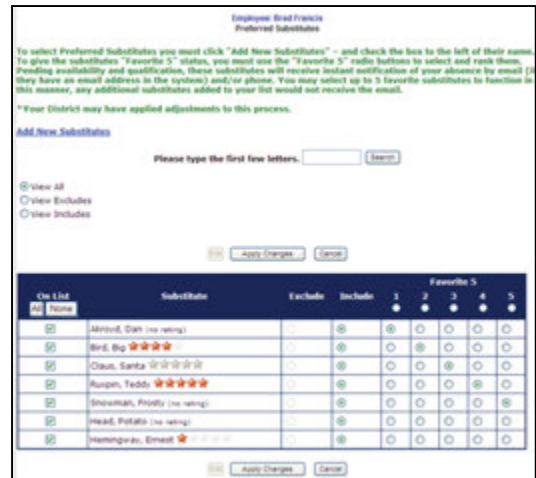 Employee: Brad Francis
Preferred Substitutes
To select Preferred Substitutes you must click "Add New Substitutes" – and check the box to the left of their name.
To give the substitutes "Favorite 5" status, you must use the "Favorite 5" radio buttons to select and rank them.
Pending availability and qualification, these substitutes will receive instant notification of your absence by email (if
they have an email address in the system) and/or phone. You may select up to 5 favorite substitutes to function in
this manner, any additional substitutes added to your list would not receive the email.
*Your District may have applied adjustments to this process.
Add New Substitutes
Please type the first few letters. Search
View All
View Excludes
View Includes
Apply Changes Cancel
Favorite 5
On List Substitute Exclude Include 1 2 3 4 5
All None
Bird, Big
Claus, Santa
Ruxpin, Teddy
Snowman, Frosty (no rating)
Head, Potato (no rating)
Hemingway, Ernest
Apply Changes Cancel